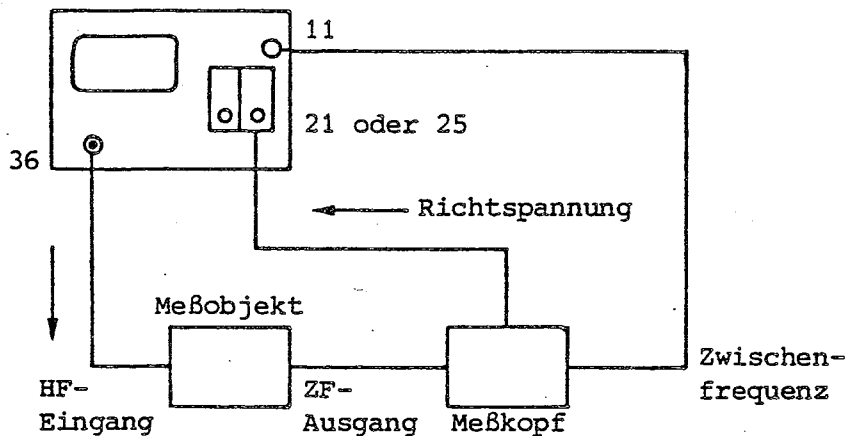 11
21 oder 25
36
Richtspannung
Meßobjekt
HF-
Eingang
ZF-
Ausgang
Meßkopf
Zwischen-
frequenz